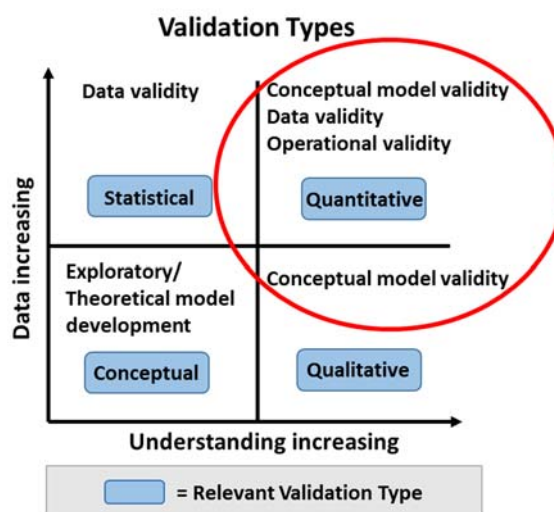 Validation Types
Data increasing
Data validity
Statistical
Conceptual model validity
Data validity
Operational validity
Quantitative
Exploratory/
Theoretical model
development
Conceptual
Conceptual model validity
Qualitative
Understanding increasing
= Relevant Validation Type